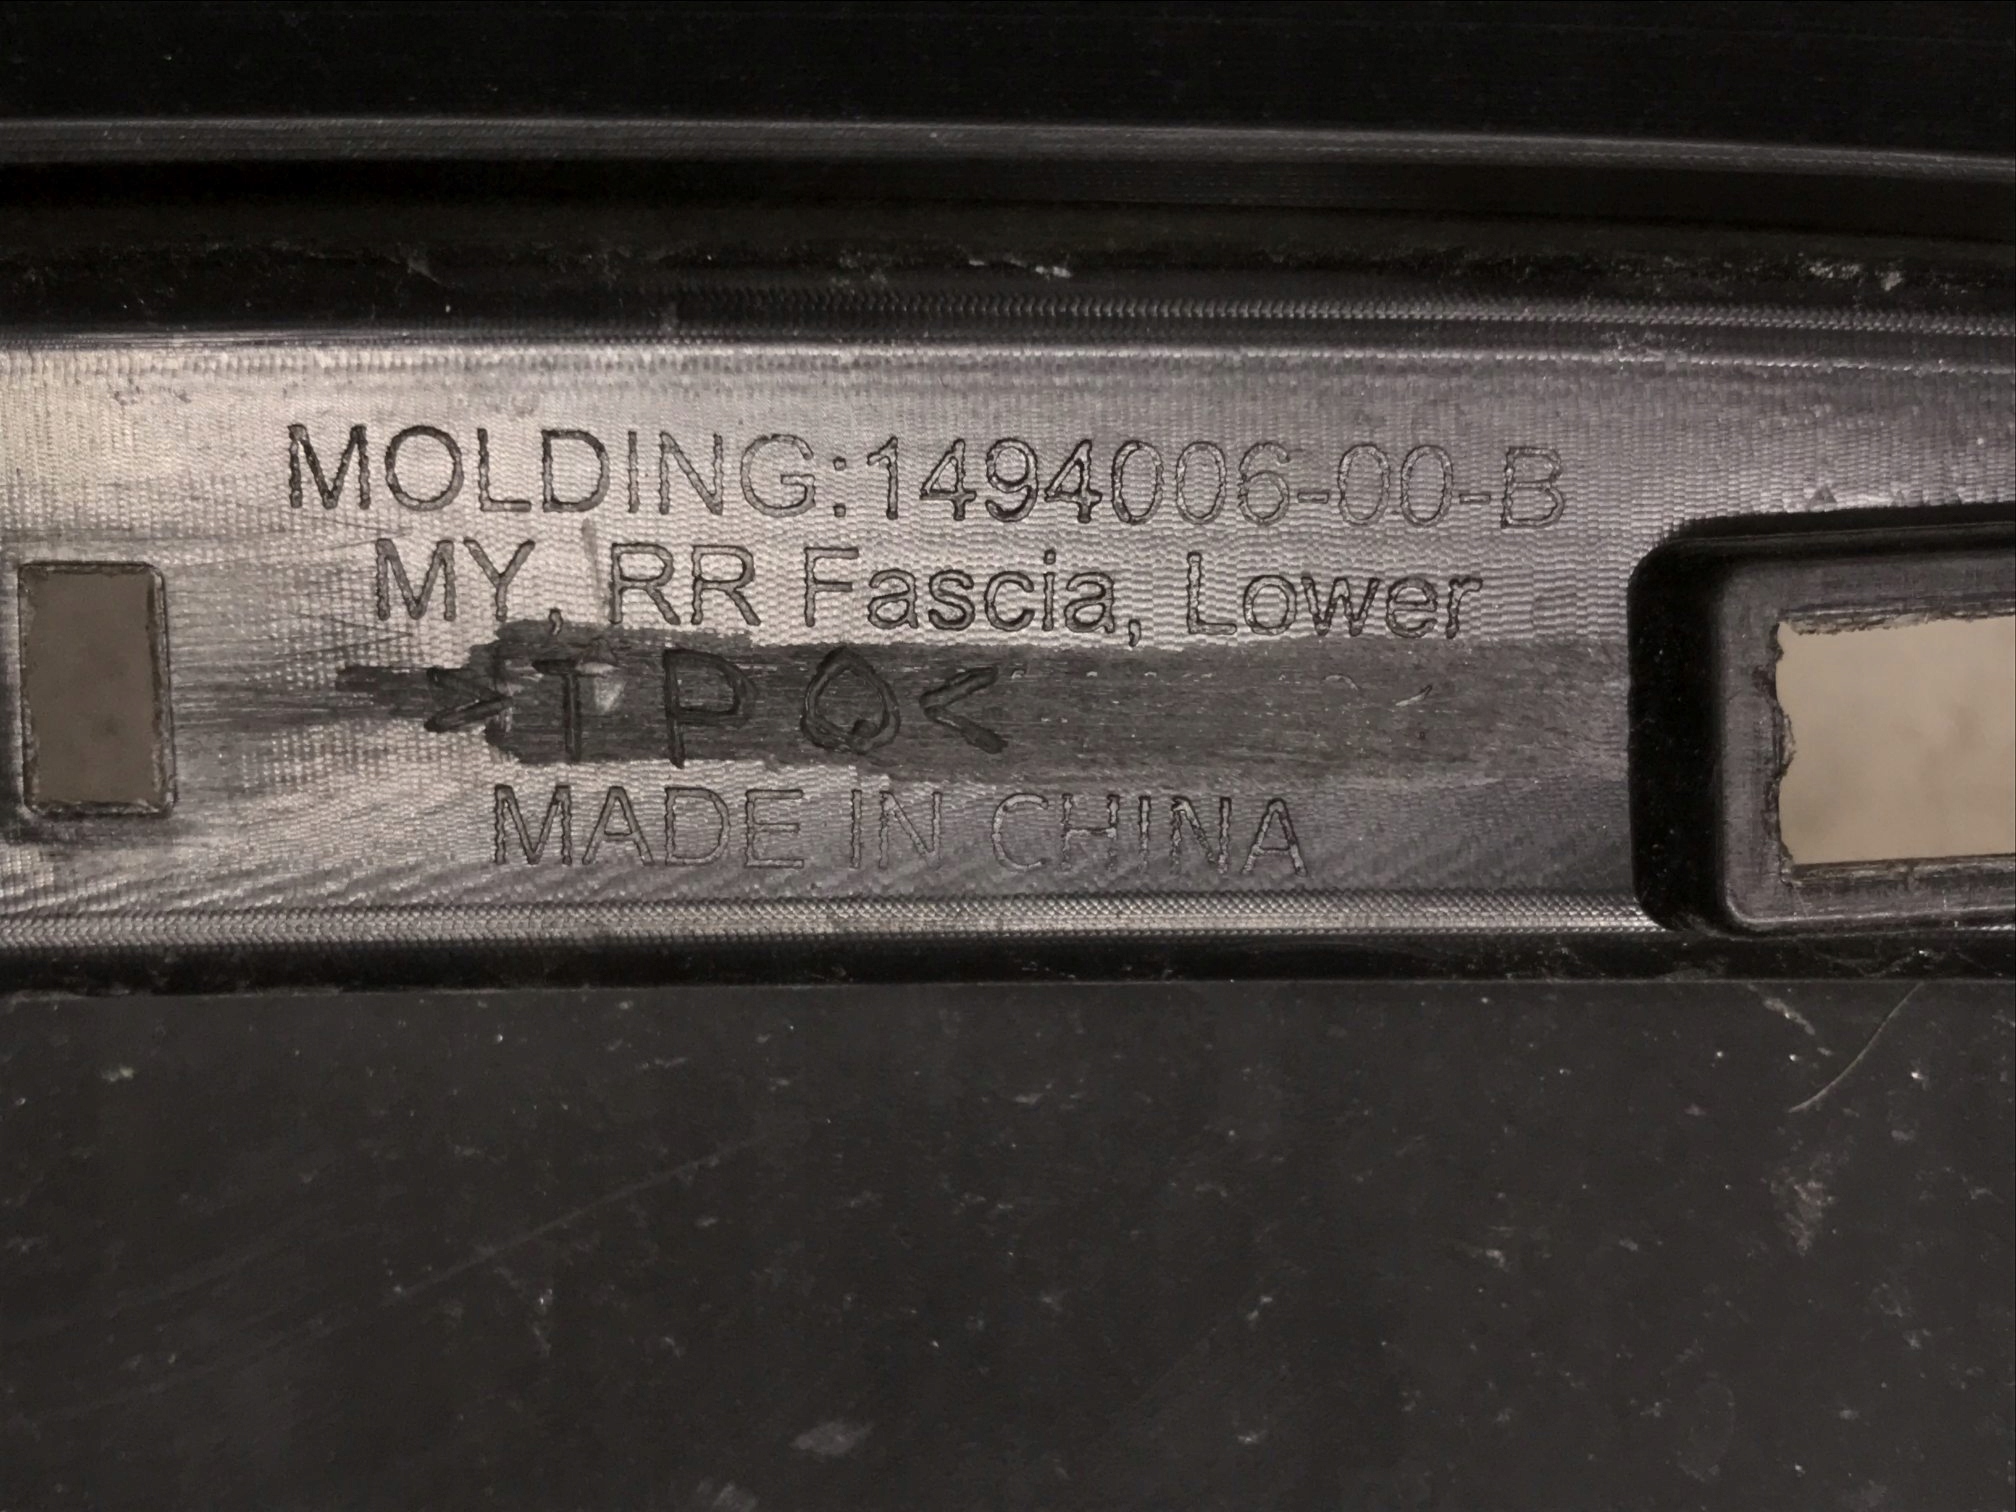 MOLDING:1494006-00-B
MY, RR Fascia, Lower
>TPO<
MADE IN CHINA